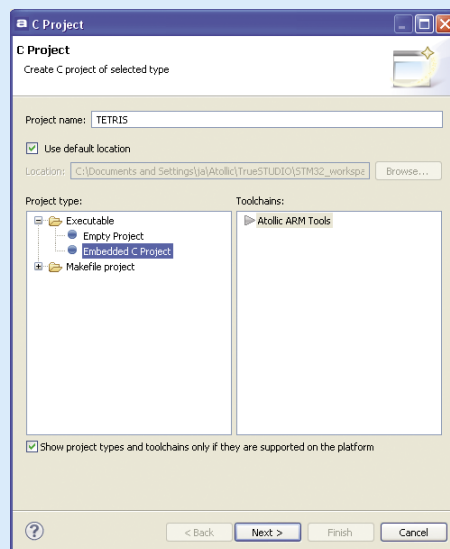 C Project
C Project
Create C project of selected type
Project name: TETRIS
Use default location
Location: C:\Documents and Settings\ja\Atollic\TrueSTUDIO\STM32_workspa Browse...
Project type: Toolchains:
Executable Atollic ARM Tools
Empty Project
Embedded C Project
Makefile project
Show project types and toolchains only if they are supported on the platform
? < Back Next > Finish Cancel